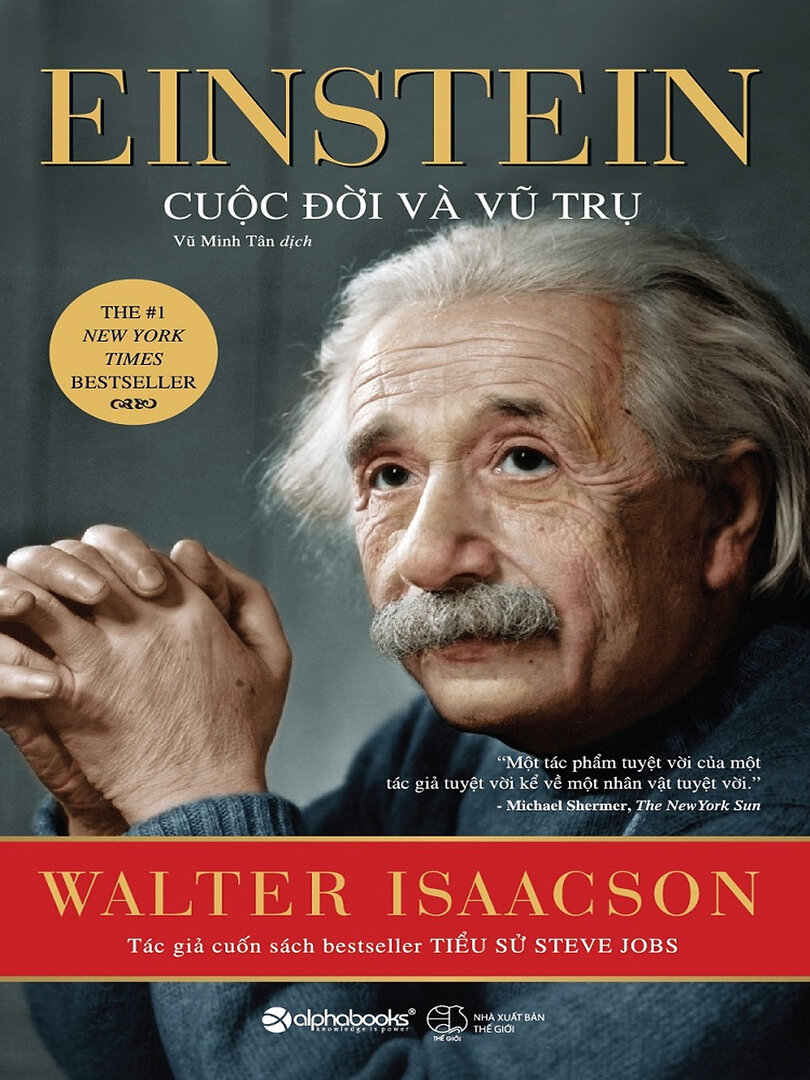 EINSTEIN
CUỘC ĐỜI VÀ VŨ TRỤ
Vũ Minh Tân dịch
THE #1
NEW YORK
TIMES
BESTSELLER
“Một tác phẩm tuyệt vời của một
tác giả tuyệt vời kể về một nhân vật tuyệt vời.”
- Michael Shermer, The NewYork Sun
WALTER ISAACSON
Tác giả cuốn sách bestseller TIỂU SỬ STEVE JOBS
alphabooks®
knowledge is power
THẾ GIỚI
NHÀ XUẤT BẢN
THẾ GIỚI